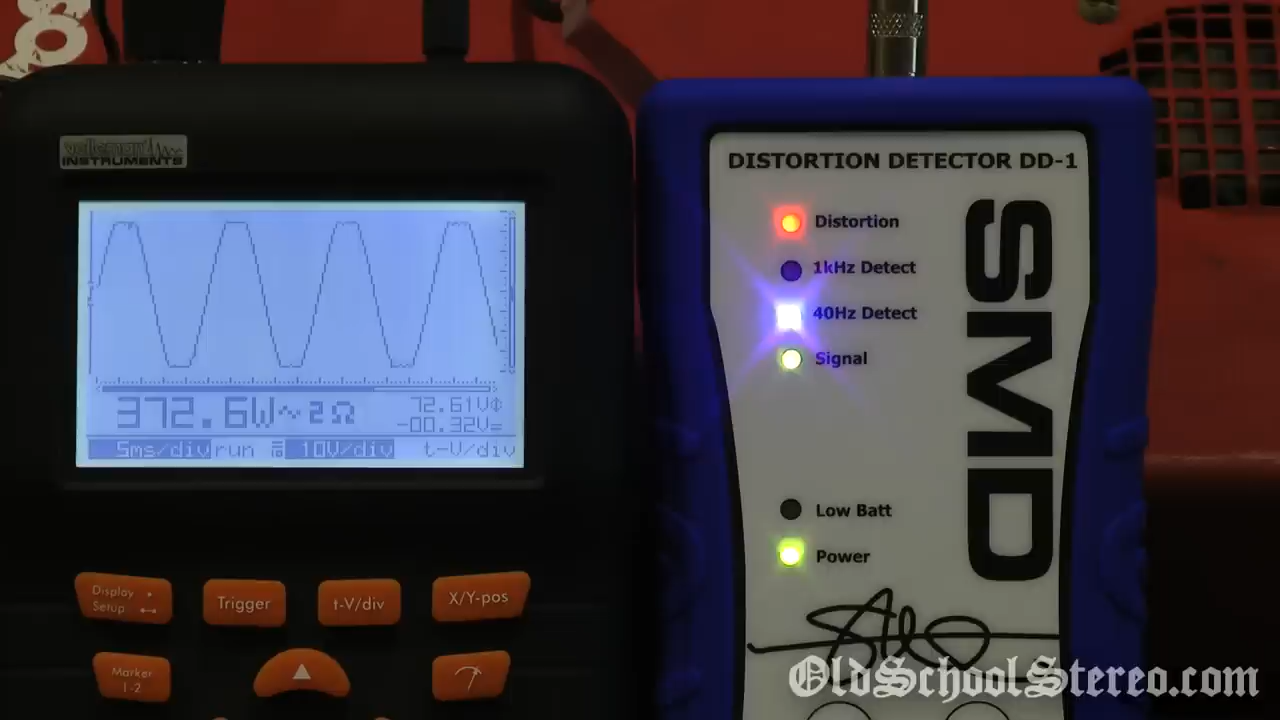 velleman
INSTRUMENTS
372.6W~ 2Ω
72.61V
-00.32V=
5ms/div run 10V/div t-V/div
Display
Setup
Trigger
t-V/div
X/Y-pos
Marker
1-2
DISTORTION DETECTOR DD-1
Distortion
1kHz Detect
40Hz Detect
Signal
Low Batt
Power
SMD
OldSchoolStereo.com